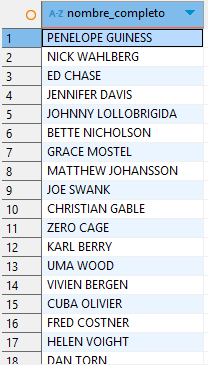 A-Z nombre_completo
1 PENELOPE GUINESS
2 NICK WAHLBERG
3 ED CHASE
4 JENNIFER DAVIS
5 JOHNNY LOLLOBRIGIDA
6 BETTE NICHOLSON
7 GRACE MOSTEL
8 MATTHEW JOHANSSON
9 JOE SWANK
10 CHRISTIAN GABLE
11 ZERO CAGE
12 KARL BERRY
13 UMA WOOD
14 VIVIEN BERGEN
15 CUBA OLIVIER
16 FRED COSTNER
17 HELEN VOIGHT
18 DAN TORN